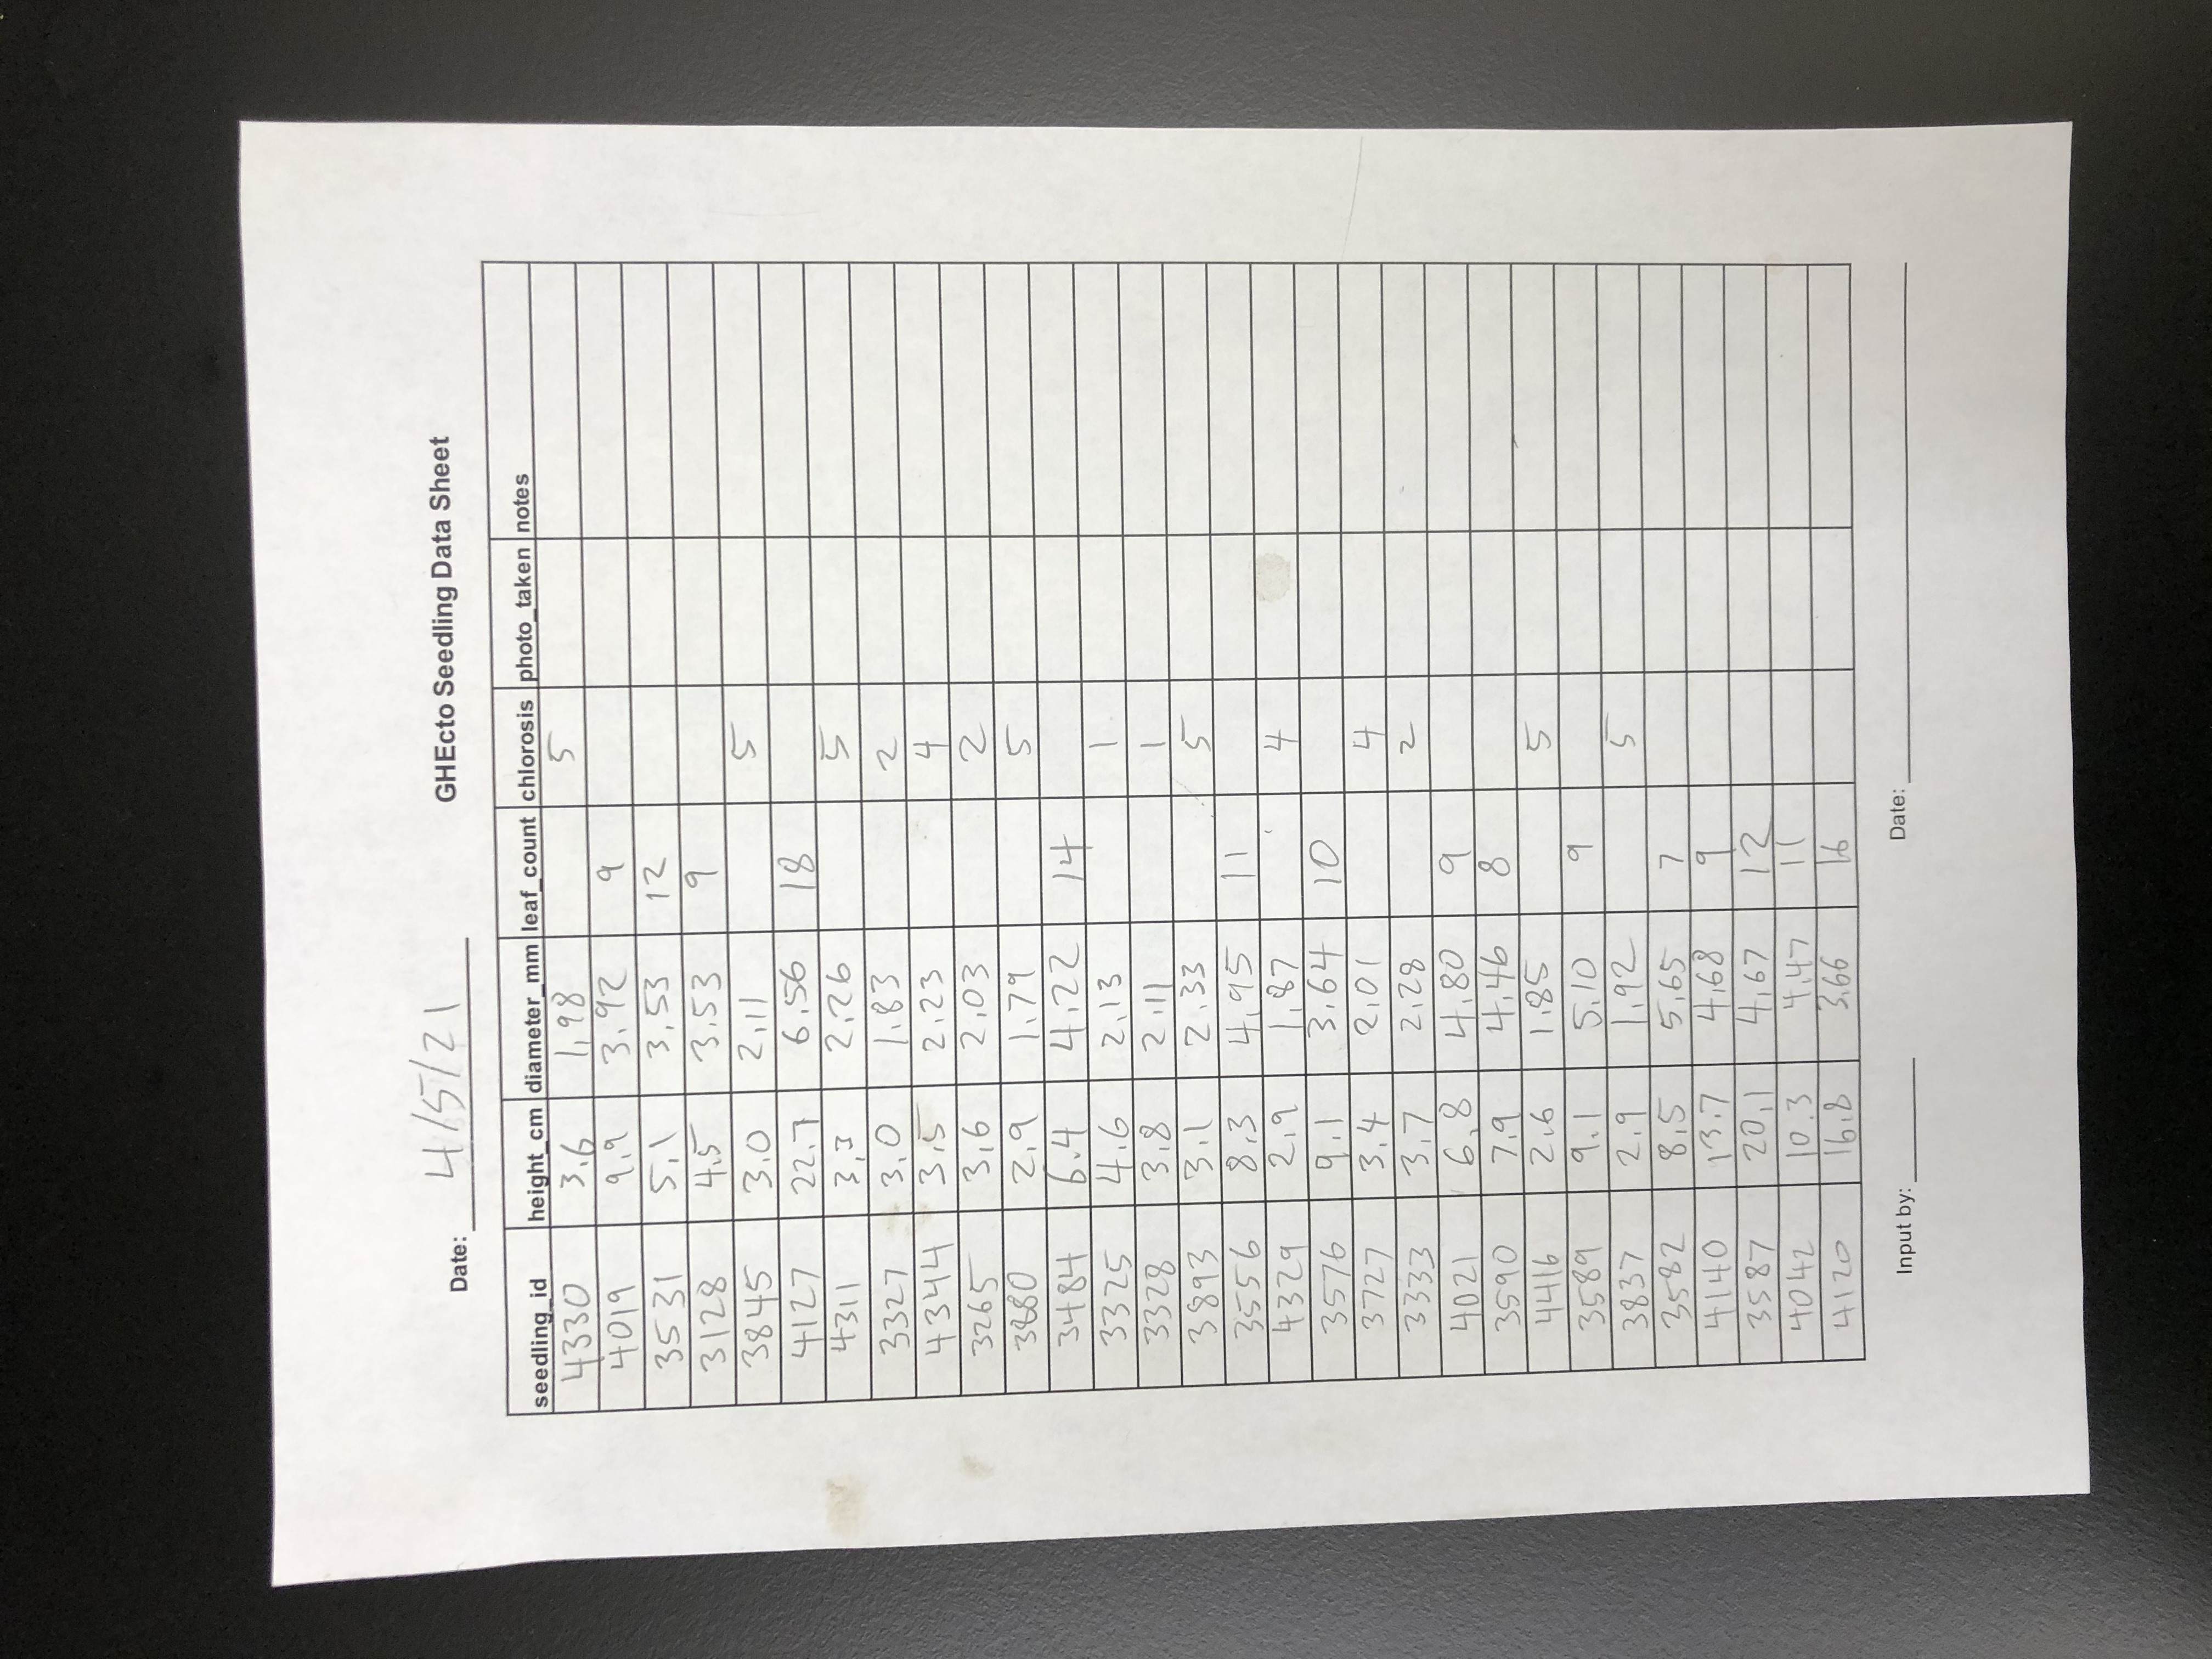 GHEcto Seedling Data Sheet
Date: 4/5/21
seedling_id height_cm diameter_mm leaf_count chlorosis photo_taken notes
4330 3.6 1.98 5
4019 9.9 3.92 9
3531 5.1 3.53 12
3128 4.5 3.53 9
3845 3.0 2.11 5
4127 22.7 6.56 18
4311 3.3 2.26 5
3327 3.0 1.83 2
4344 3.5 2.23 4
3265 3.6 2.03 2
2.9 1.79 5
3484 6.4 4.22 14
3325 4.6 2.13 1
3328 3.8 2.11 1
3893 3.1 2.33 5
3556 8.3 4.95 11
4329 2.9 1.87 4
3576 9.1 3.64 10
3727 3.4 2.01 4
3333 3.7 2.28 2
4021 6.8 4.80 9
3590 7.9 4.46 8
4416 2.6 1.85 5
3589 9.1 5.10 9
3837 2.9 1.92 5
3582 8.5 5.65 7
4140 13.7 4.68 9
3587 20.1 4.67 12
4042 10.3 4.47 11
4120 16.8 3.66 16
Input by: Date: